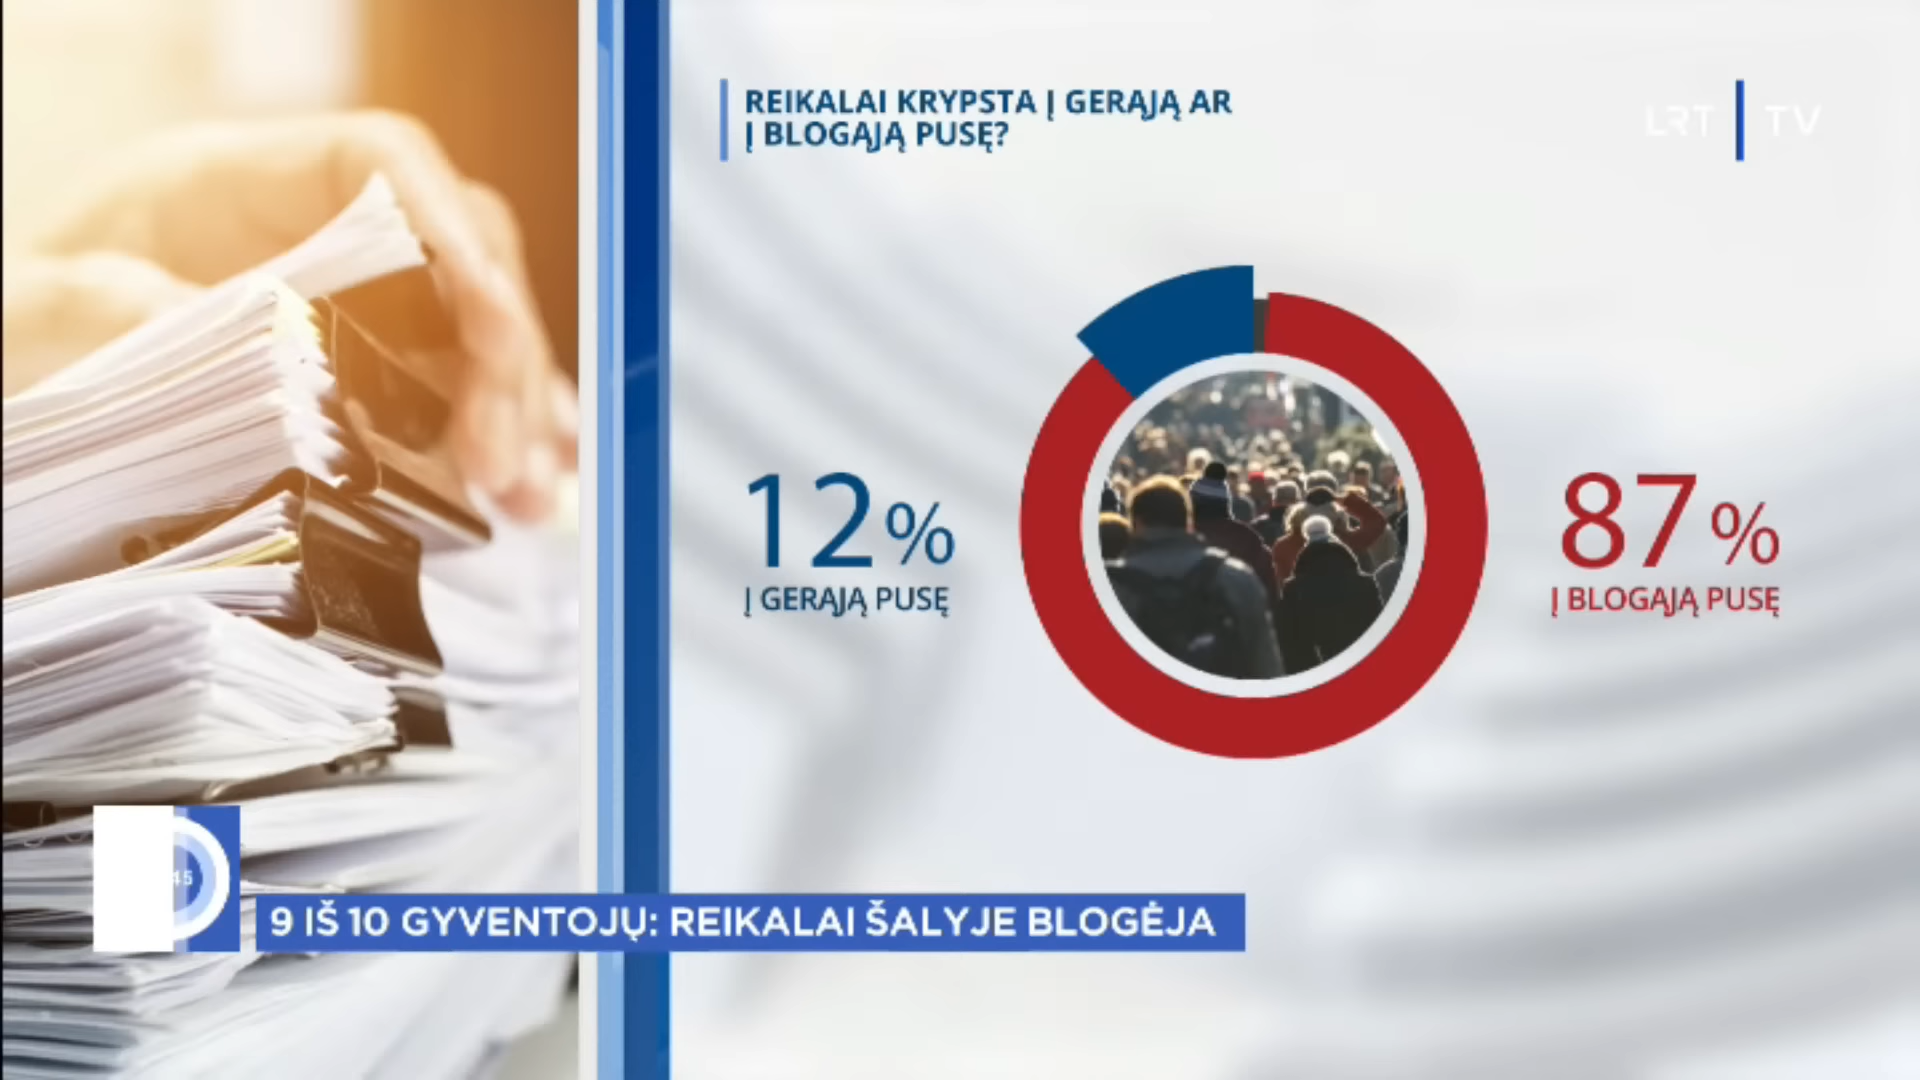 REIKALAI KRYPSTA Į GERĄJĄ AR
Į BLOGĄJĄ PUSĘ?
LRT TV
12%
Į GERĄJĄ PUSĘ
87%
Į BLOGĄJĄ PUSĘ
45
9 IŠ 10 GYVENTOJŲ: REIKALAI ŠALYJE BLOGĖJA